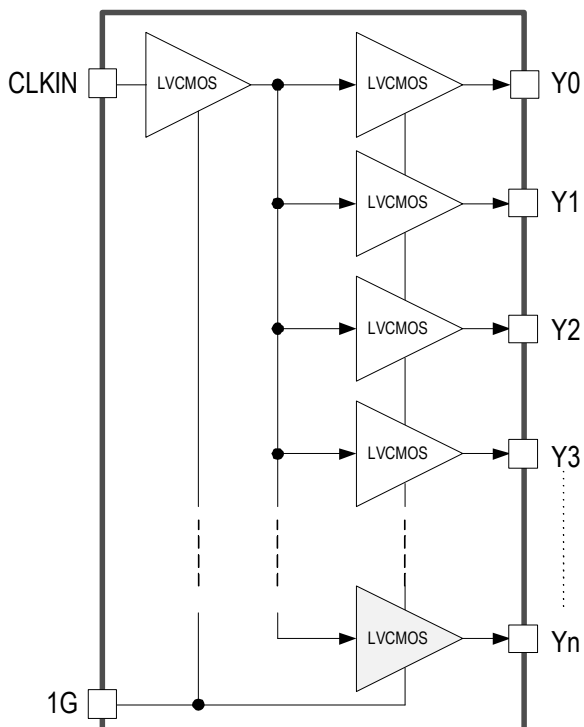 CLKIN
LVCMOS
LVCMOS
Y0
LVCMOS
Y1
LVCMOS
Y2
LVCMOS
Y3
LVCMOS
Yn
1G